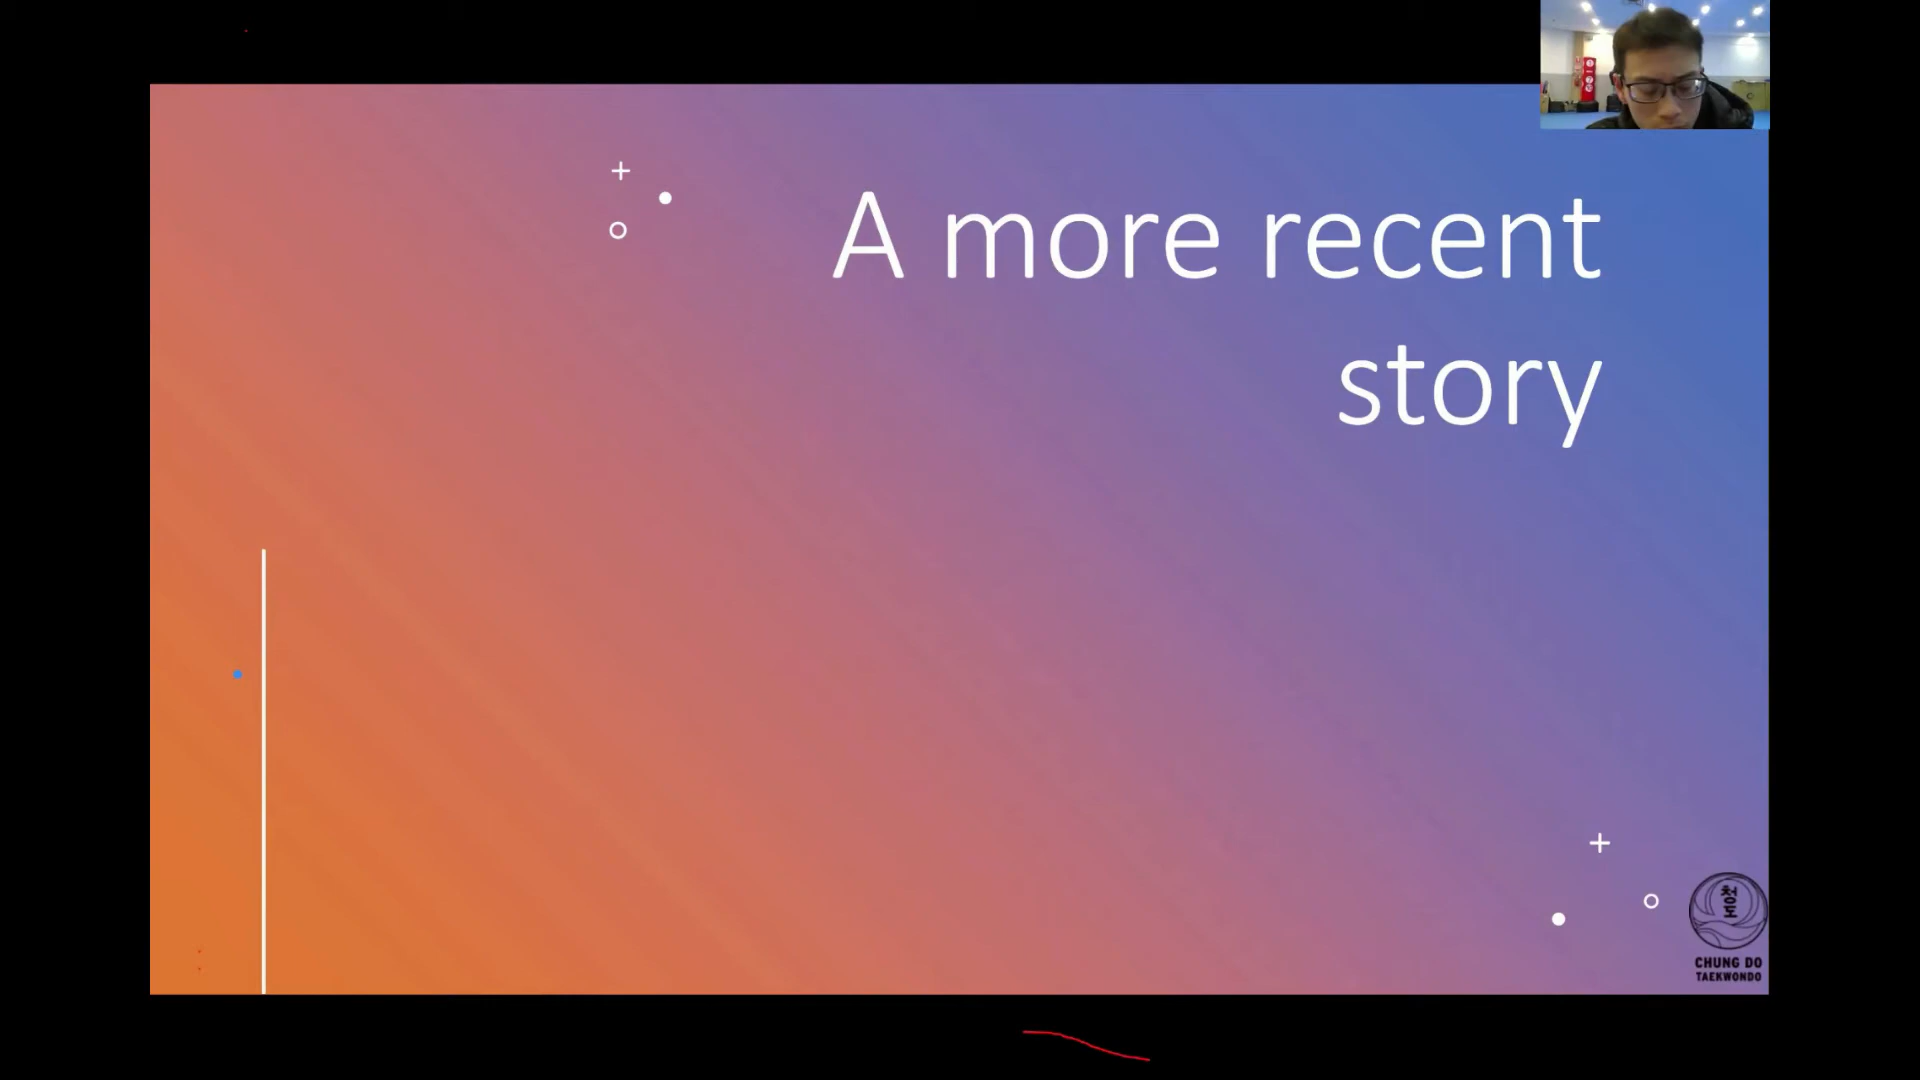 A more recent
story
청도
CHUNG DO
TAEKWONDO